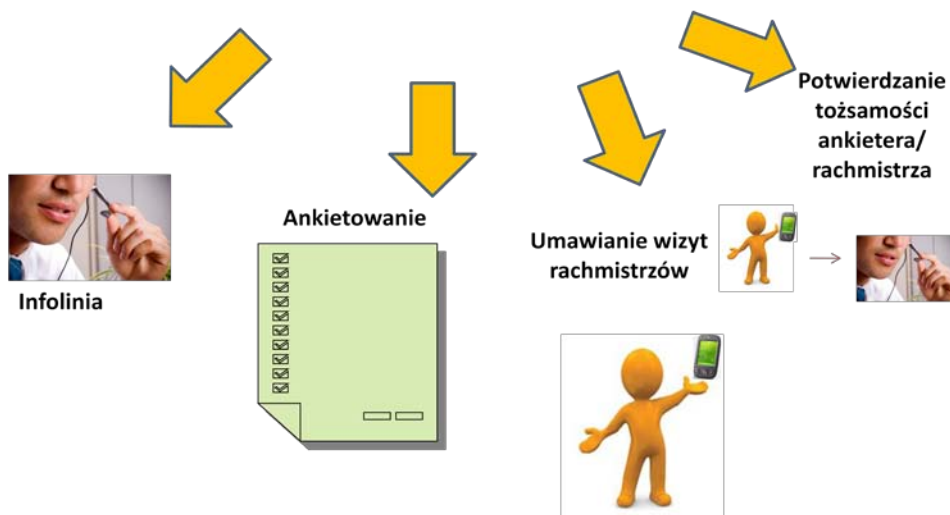 Infolinia
Ankietowanie
Umawianie wizyt
rachmistrzów
Potwierdzanie
tożsamości
ankietera/
rachmistrza